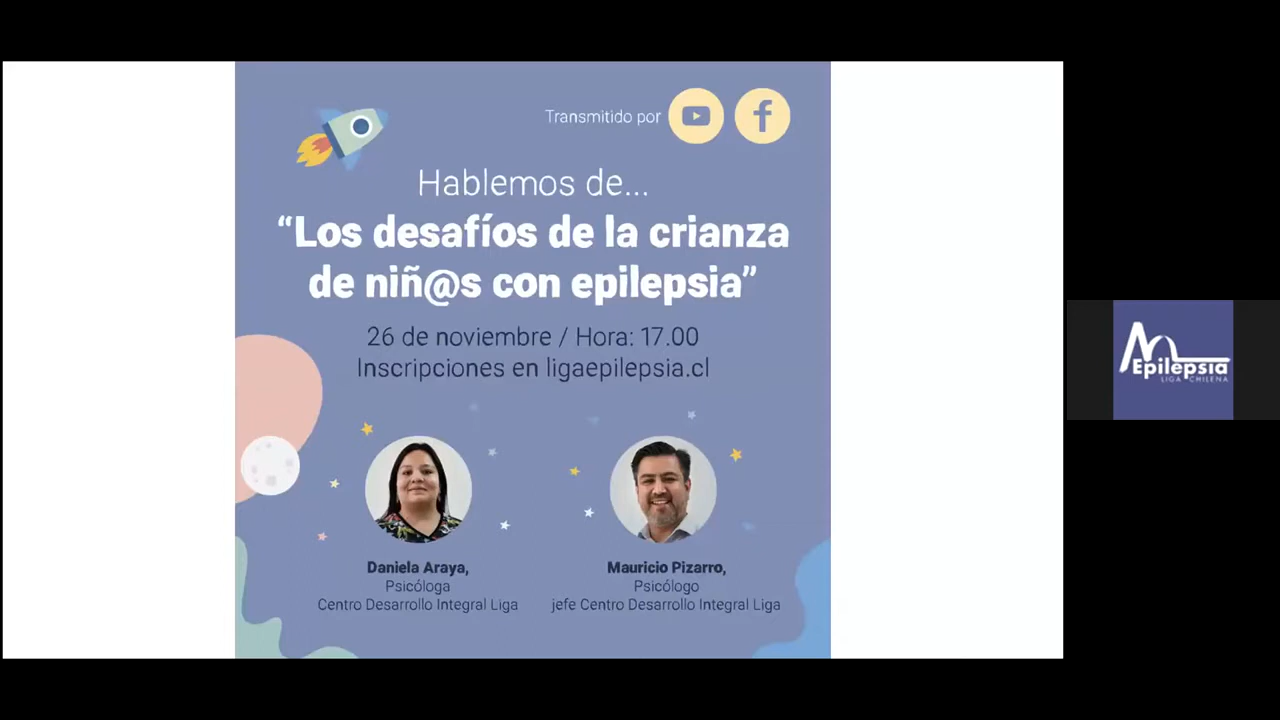 Transmitido por
Hablemos de...
“Los desafíos de la crianza
de niñ@s con epilepsia”
26 de noviembre / Hora: 17.00
Inscripciones en ligaepilepsia.cl
Daniela Araya,
Psicóloga
Centro Desarrollo Integral Liga
Mauricio Pizarro,
Psicólogo
jefe Centro Desarrollo Integral Liga
Epilepsia
LIGA CHILENA